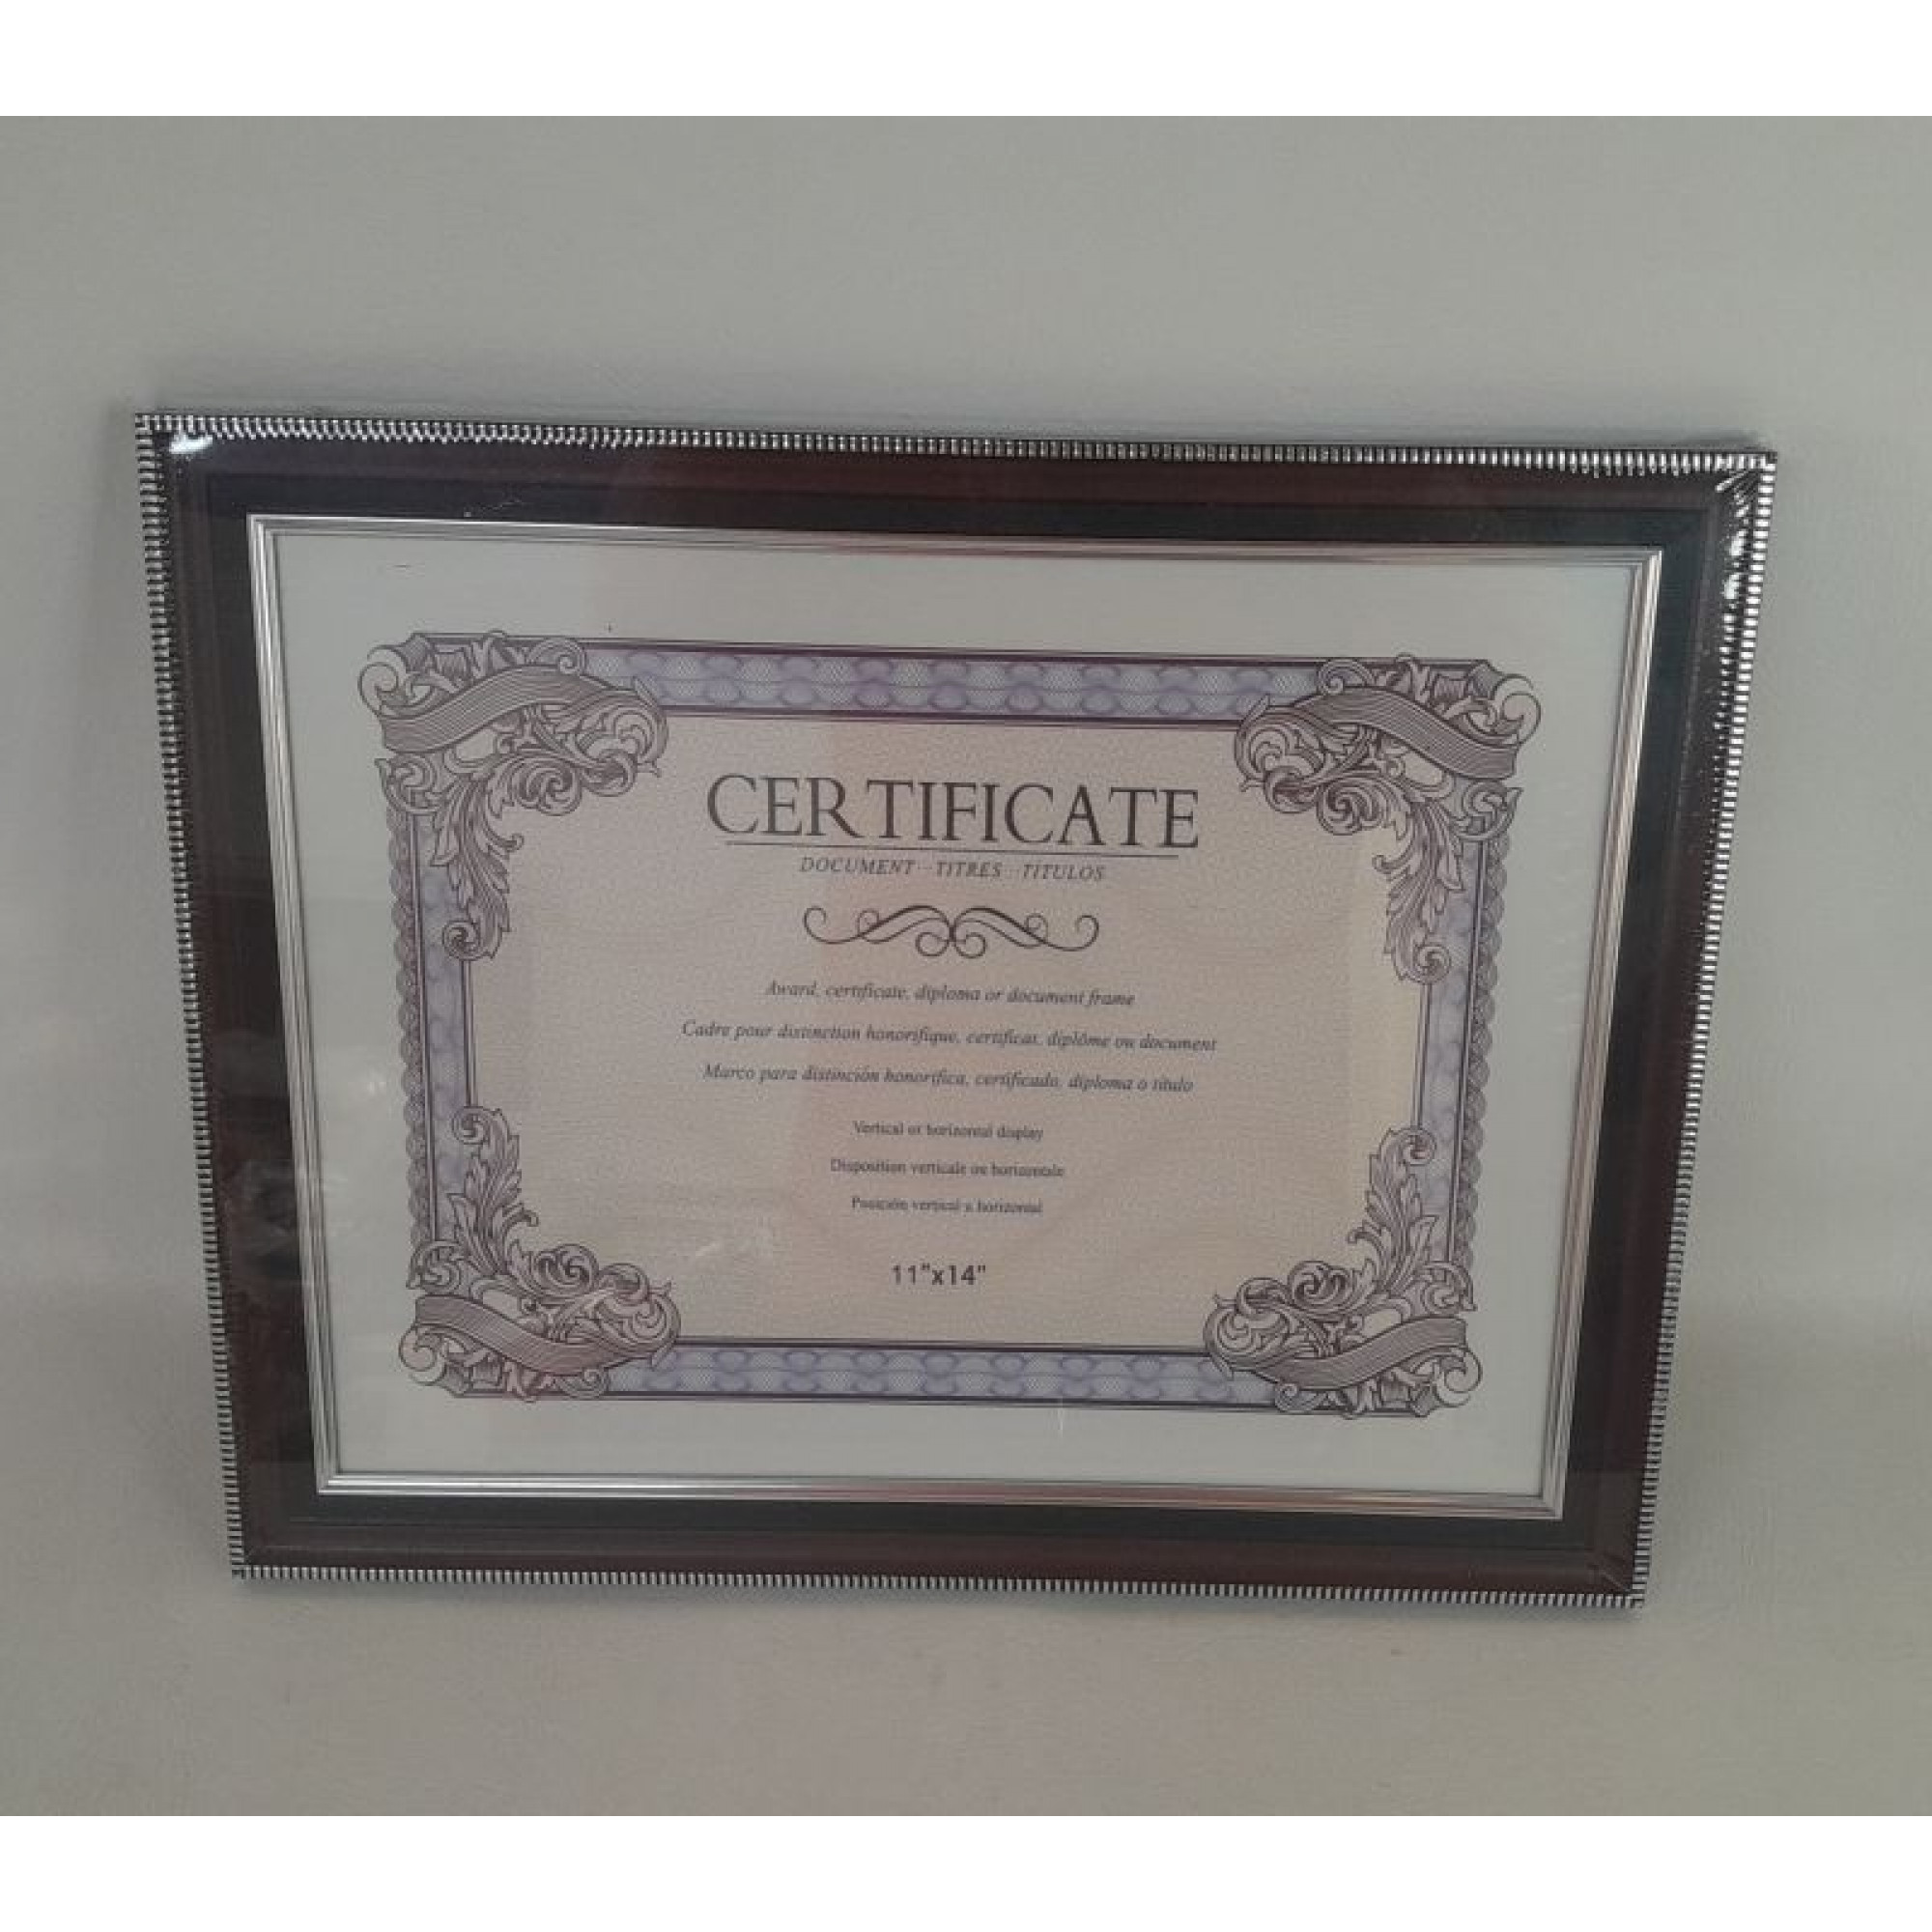 CERTIFICATE
DOCUMENT - TITRES - TÍTULOS
Award, certificate, diploma or document frame
Cadre pour distinction honorifique, certificat, diplôme ou document
Marco para distinción honorífica, certificado, diploma o título
Vertical or horizontal display
Disposition verticale ou horizontale
Posición vertical u horizontal
11"x14"